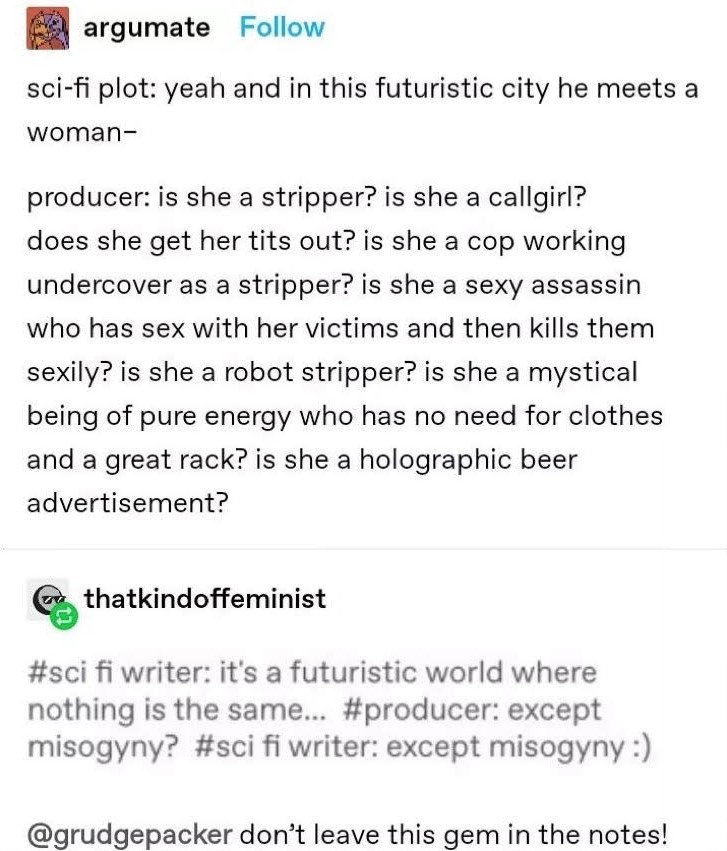 argumate Follow
sci-fi plot: yeah and in this futuristic city he meets a
woman–
producer: is she a stripper? is she a callgirl?
does she get her tits out? is she a cop working
undercover as a stripper? is she a sexy assassin
who has sex with her victims and then kills them
sexily? is she a robot stripper? is she a mystical
being of pure energy who has no need for clothes
and a great rack? is she a holographic beer
advertisement?
thatkindoffeminist
#sci fi writer: it's a futuristic world where
nothing is the same... #producer: except
misogyny? #sci fi writer: except misogyny :)
@grudgepacker don't leave this gem in the notes!